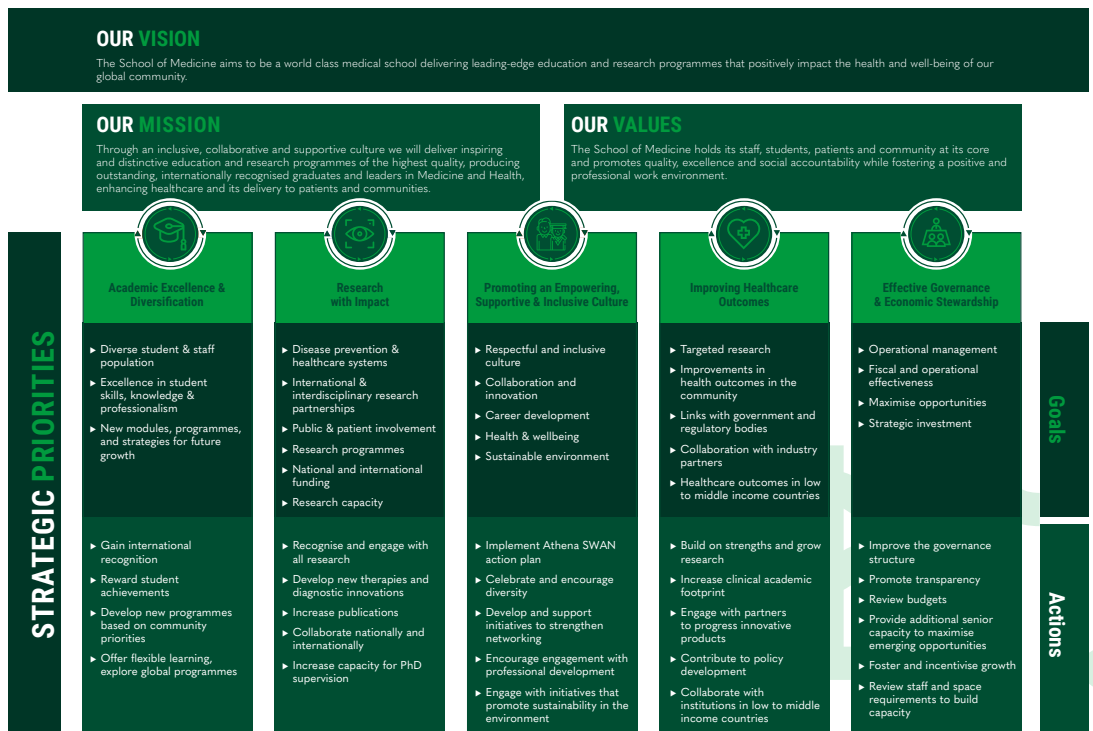 OUR VISION
The School of Medicine aims to be a world class medical school delivering leading-edge education and research programmes that positively impact the health and well-being of our
global community.
OUR MISSION
Through an inclusive, collaborative and supportive culture we will deliver inspiring
and distinctive education and research programmes of the highest quality, producing
outstanding, internationally recognised graduates and leaders in Medicine and Health,
enhancing healthcare and its delivery to patients and communities.
OUR VALUES
The School of Medicine holds its staff, students, patients and community at its core
and promotes quality, excellence and social accountability while fostering a positive and
professional work environment.
STRATEGIC PRIORITIES
Academic Excellence &
Diversification
Research
with Impact
Promoting an Empowering,
Supportive & Inclusive Culture
Improving Healthcare
Outcomes
Effective Governance
& Economic Stewardship
Goals
▶ Diverse student & staff
population
▶ Excellence in student
skills, knowledge &
professionalism
▶ New modules, programmes,
and strategies for future
growth
▶ Disease prevention &
healthcare systems
▶ International &
interdisciplinary research
partnerships
▶ Public & patient involvement
▶ Research programmes
▶ National and international
funding
▶ Research capacity
▶ Respectful and inclusive
culture
▶ Collaboration and
innovation
▶ Career development
▶ Health & wellbeing
▶ Sustainable environment
▶ Targeted research
▶ Improvements in
health outcomes in the
community
▶ Links with government and
regulatory bodies
▶ Collaboration with industry
partners
▶ Healthcare outcomes in low
to middle income countries
▶ Operational management
▶ Fiscal and operational
effectiveness
▶ Maximise opportunities
▶ Strategic investment
Actions
▶ Gain international
recognition
▶ Reward student
achievements
▶ Develop new programmes
based on community
priorities
▶ Offer flexible learning,
explore global programmes
▶ Recognise and engage with
all research
▶ Develop new therapies and
diagnostic innovations
▶ Increase publications
▶ Collaborate nationally and
internationally
▶ Increase capacity for PhD
supervision
▶ Implement Athena SWAN
action plan
▶ Celebrate and encourage
diversity
▶ Develop and support
initiatives to strengthen
networking
▶ Encourage engagement with
professional development
▶ Engage with initiatives that
promote sustainability in the
environment
▶ Build on strengths and grow
research
▶ Increase clinical academic
footprint
▶ Engage with partners
to progress innovative
products
▶ Contribute to policy
development
▶ Collaborate with
institutions in low to middle
income countries
▶ Improve the governance
structure
▶ Promote transparency
▶ Review budgets
▶ Provide additional senior
capacity to maximise
emerging opportunities
▶ Foster and incentivise growth
▶ Review staff and space
requirements to build
capacity